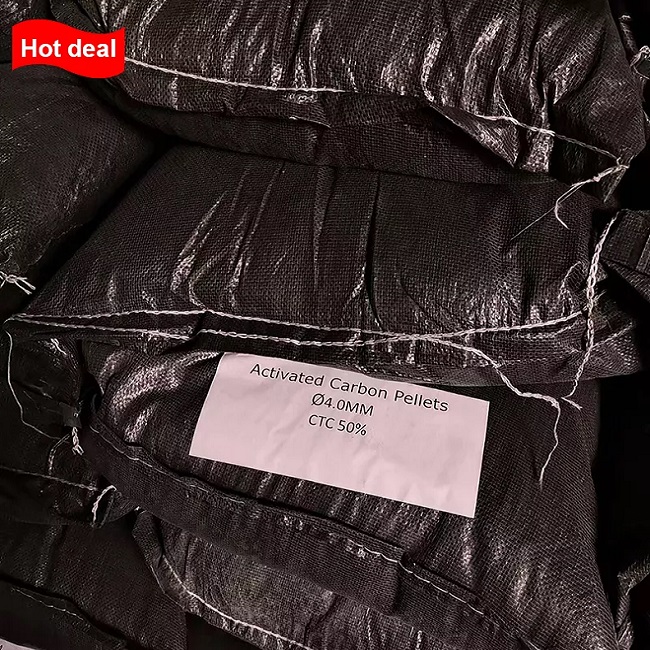 Hot deal
Activated Carbon Pellets
Ø4.0MM
CTC 50%